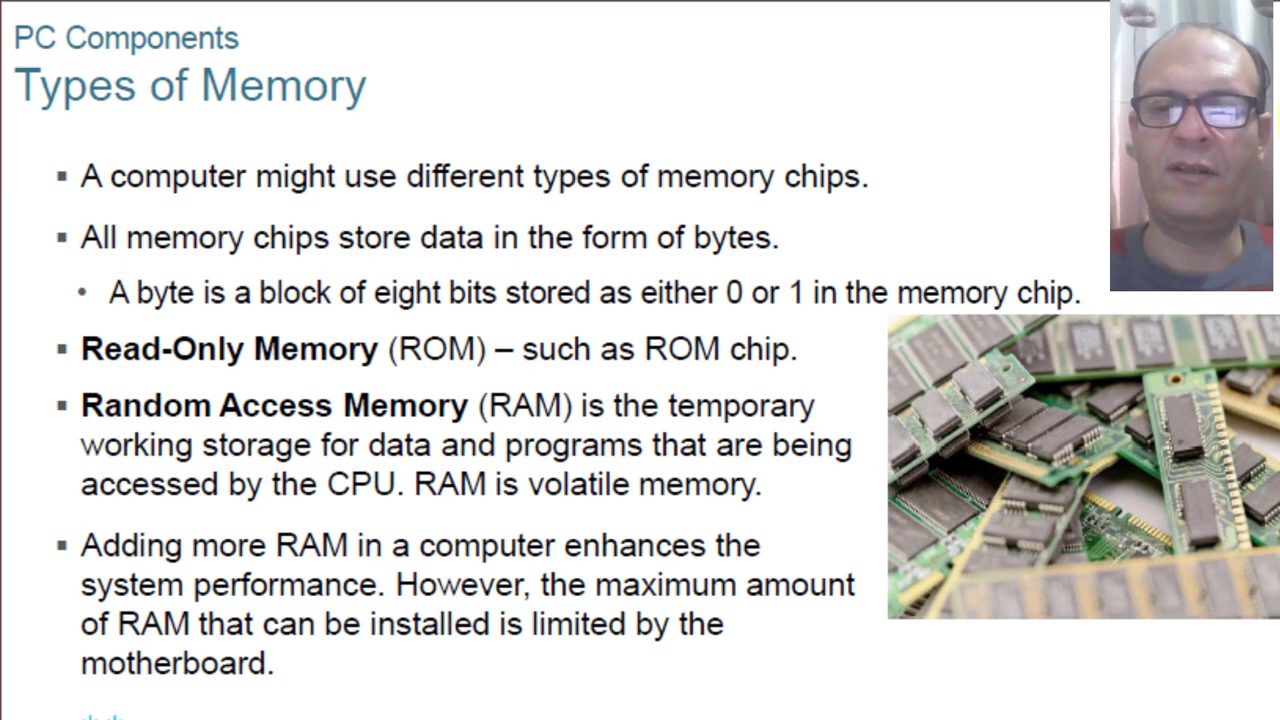 PC Components
Types of Memory
▪ A computer might use different types of memory chips.
▪ All memory chips store data in the form of bytes.
• A byte is a block of eight bits stored as either 0 or 1 in the memory chip.
▪ Read-Only Memory (ROM) – such as ROM chip.
▪ Random Access Memory (RAM) is the temporary
working storage for data and programs that are being
accessed by the CPU. RAM is volatile memory.
▪ Adding more RAM in a computer enhances the
system performance. However, the maximum amount
of RAM that can be installed is limited by the
motherboard.